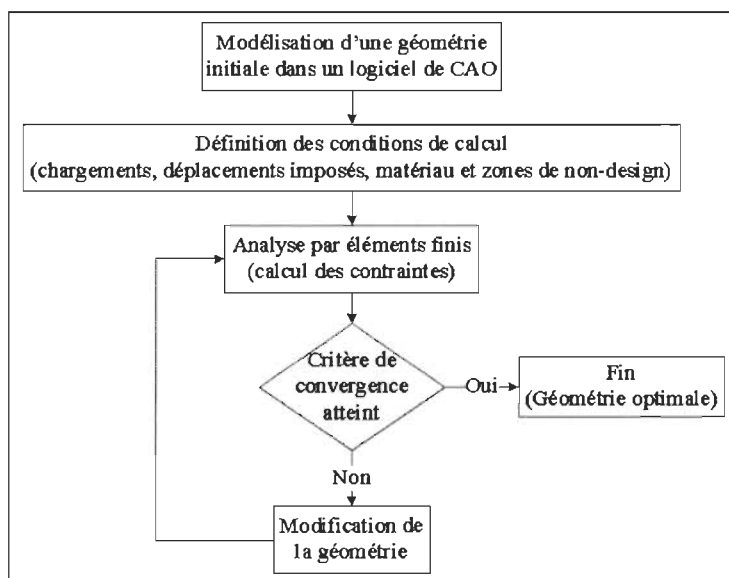 Modélisation d'une géométrie
initiale dans un logiciel de CAO
Définition des conditions de calcul
(chargements, déplacements imposés, matériau et zones de non-design)
Analyse par éléments finis
(calcul des contraintes)
Critère de
convergence
atteint
Oui
Fin
(Géométrie optimale)
Non
Modification de
la géométrie